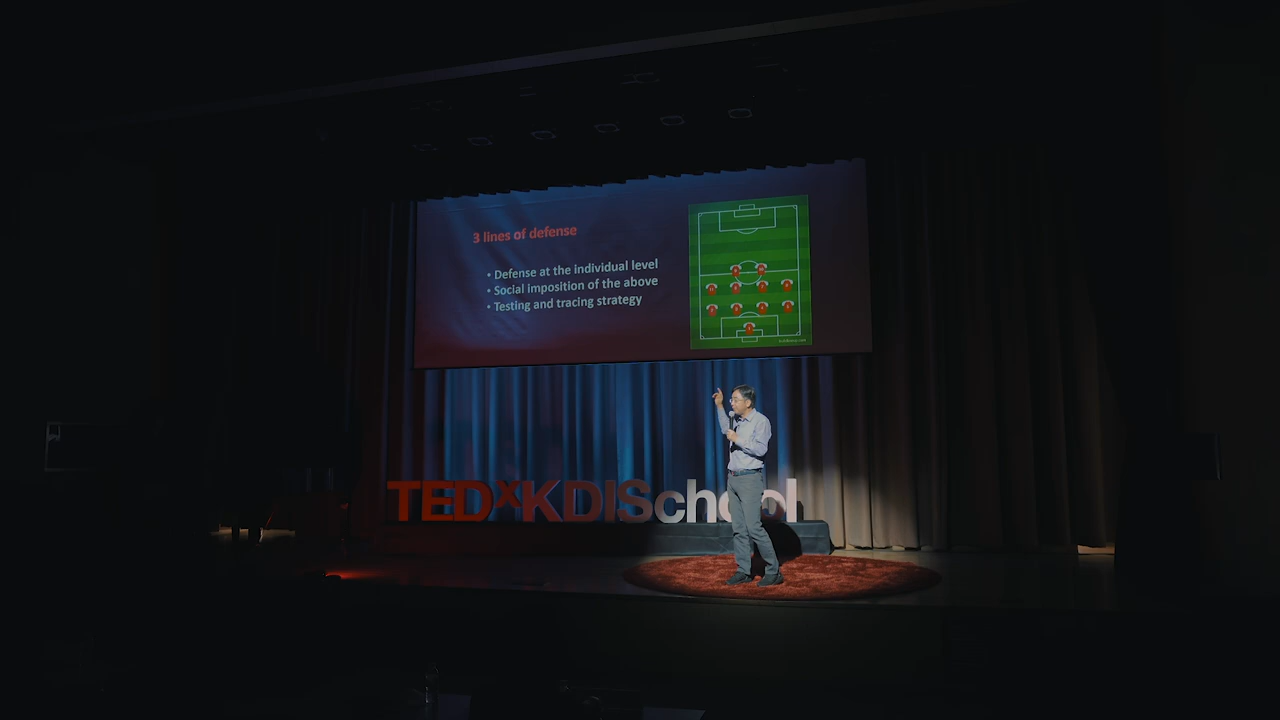 3 lines of defense
• Defense at the individual level
• Social imposition of the above
• Testing and tracing strategy
TEDxKDISchool